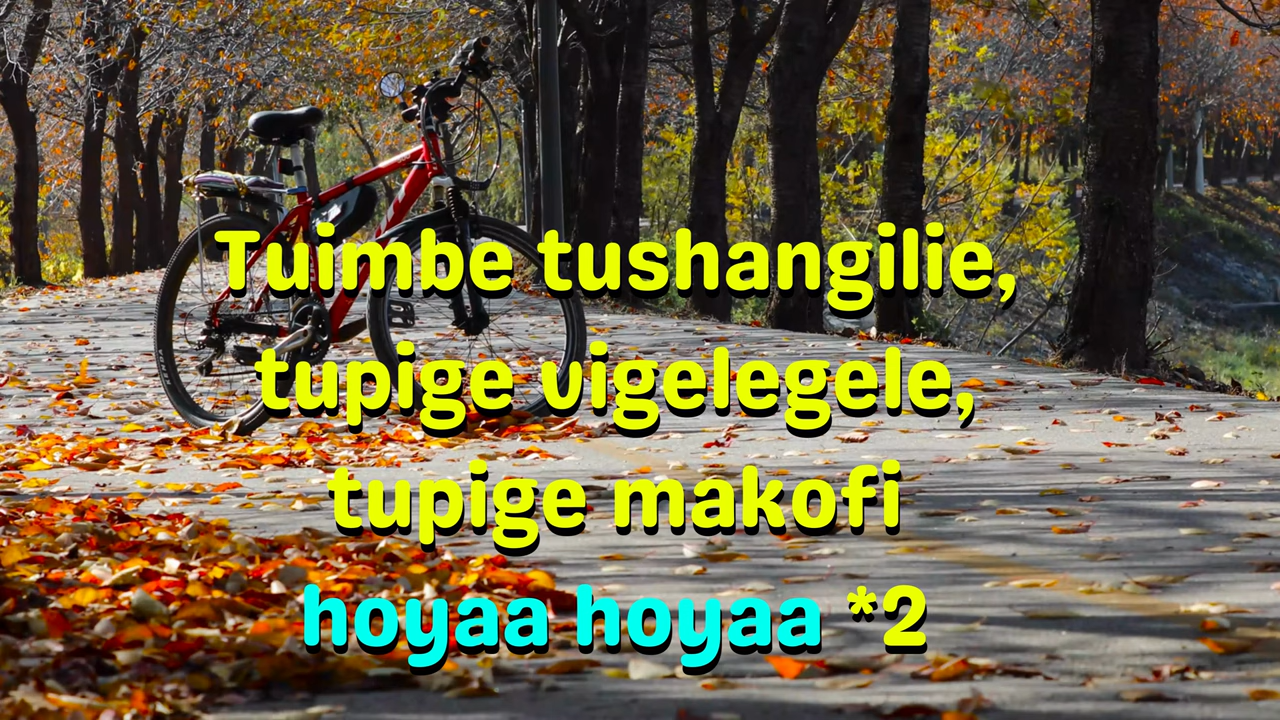 Tuimbe tushangilie,
tupige vigelegele,
tupige makofi
hoyaa hoyaa *2